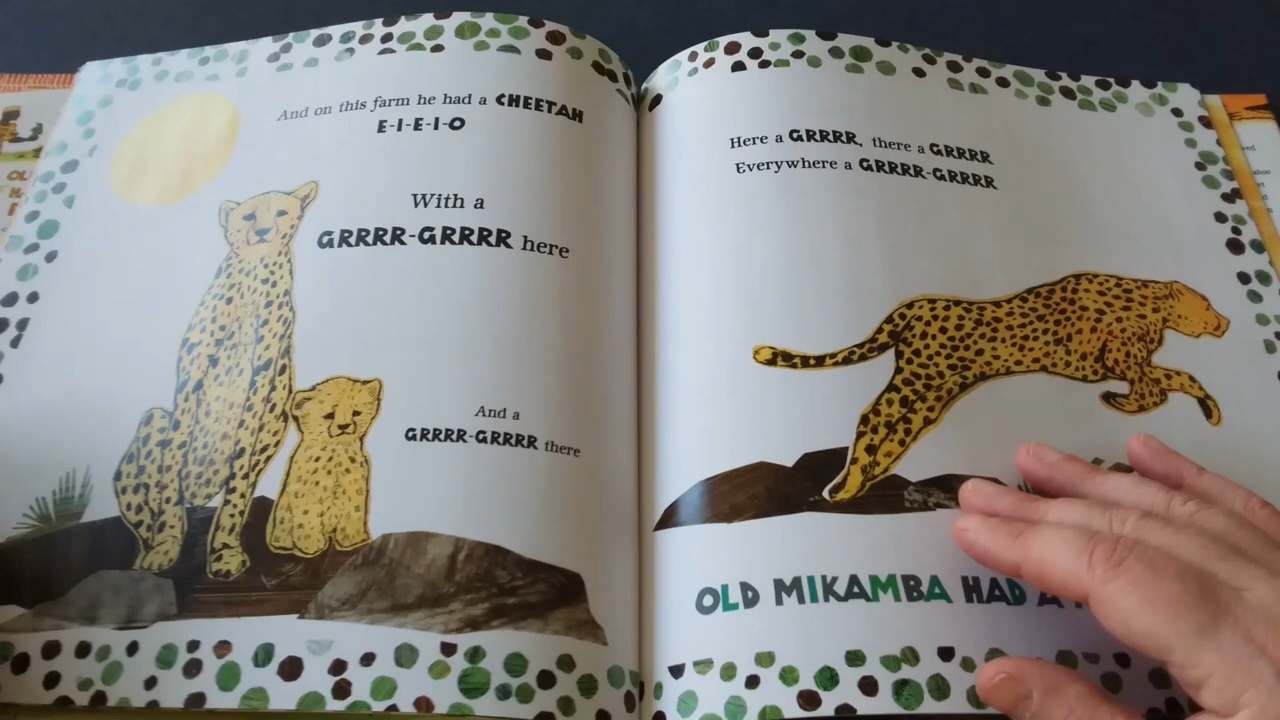 And on this farm he had a CHEETAH
E-I-E-I-O
With a
GRRRR-GRRRR here
And a
GRRRR-GRRRR there
Here a GRRRR, there a GRRRR
Everywhere a GRRRR-GRRRR
OLD MIKAMBA HAD A